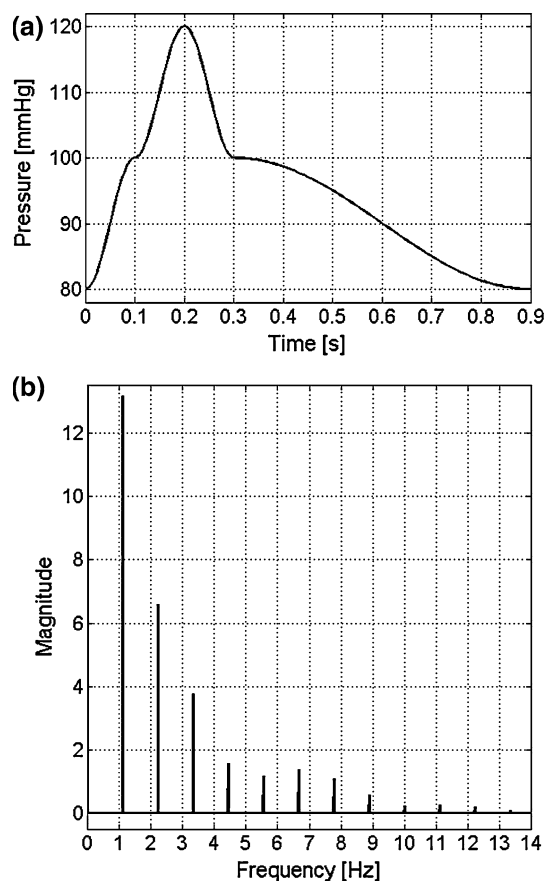 (a)
120
110
100
90
80
Pressure [mmHg]
0 0.1 0.2 0.3 0.4 0.5 0.6 0.7 0.8 0.9
Time [s]
(b)
12
10
8
6
4
2
0
Magnitude
0 1 2 3 4 5 6 7 8 9 10 11 12 13 14
Frequency [Hz]